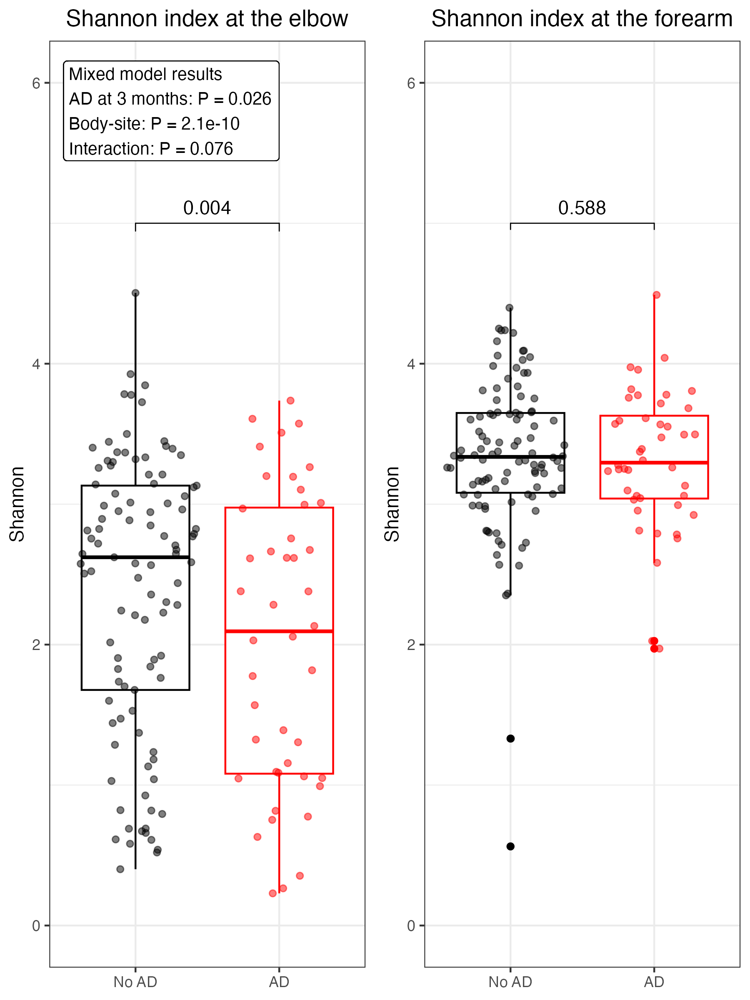 Shannon index at the elbow
Mixed model results
AD at 3 months: P = 0.026
Body-site: P = 2.1e-10
Interaction: P = 0.076
0.004
6
4
2
0
Shannon
No AD
AD
Shannon index at the forearm
0.588
6
4
2
0
Shannon
No AD
AD